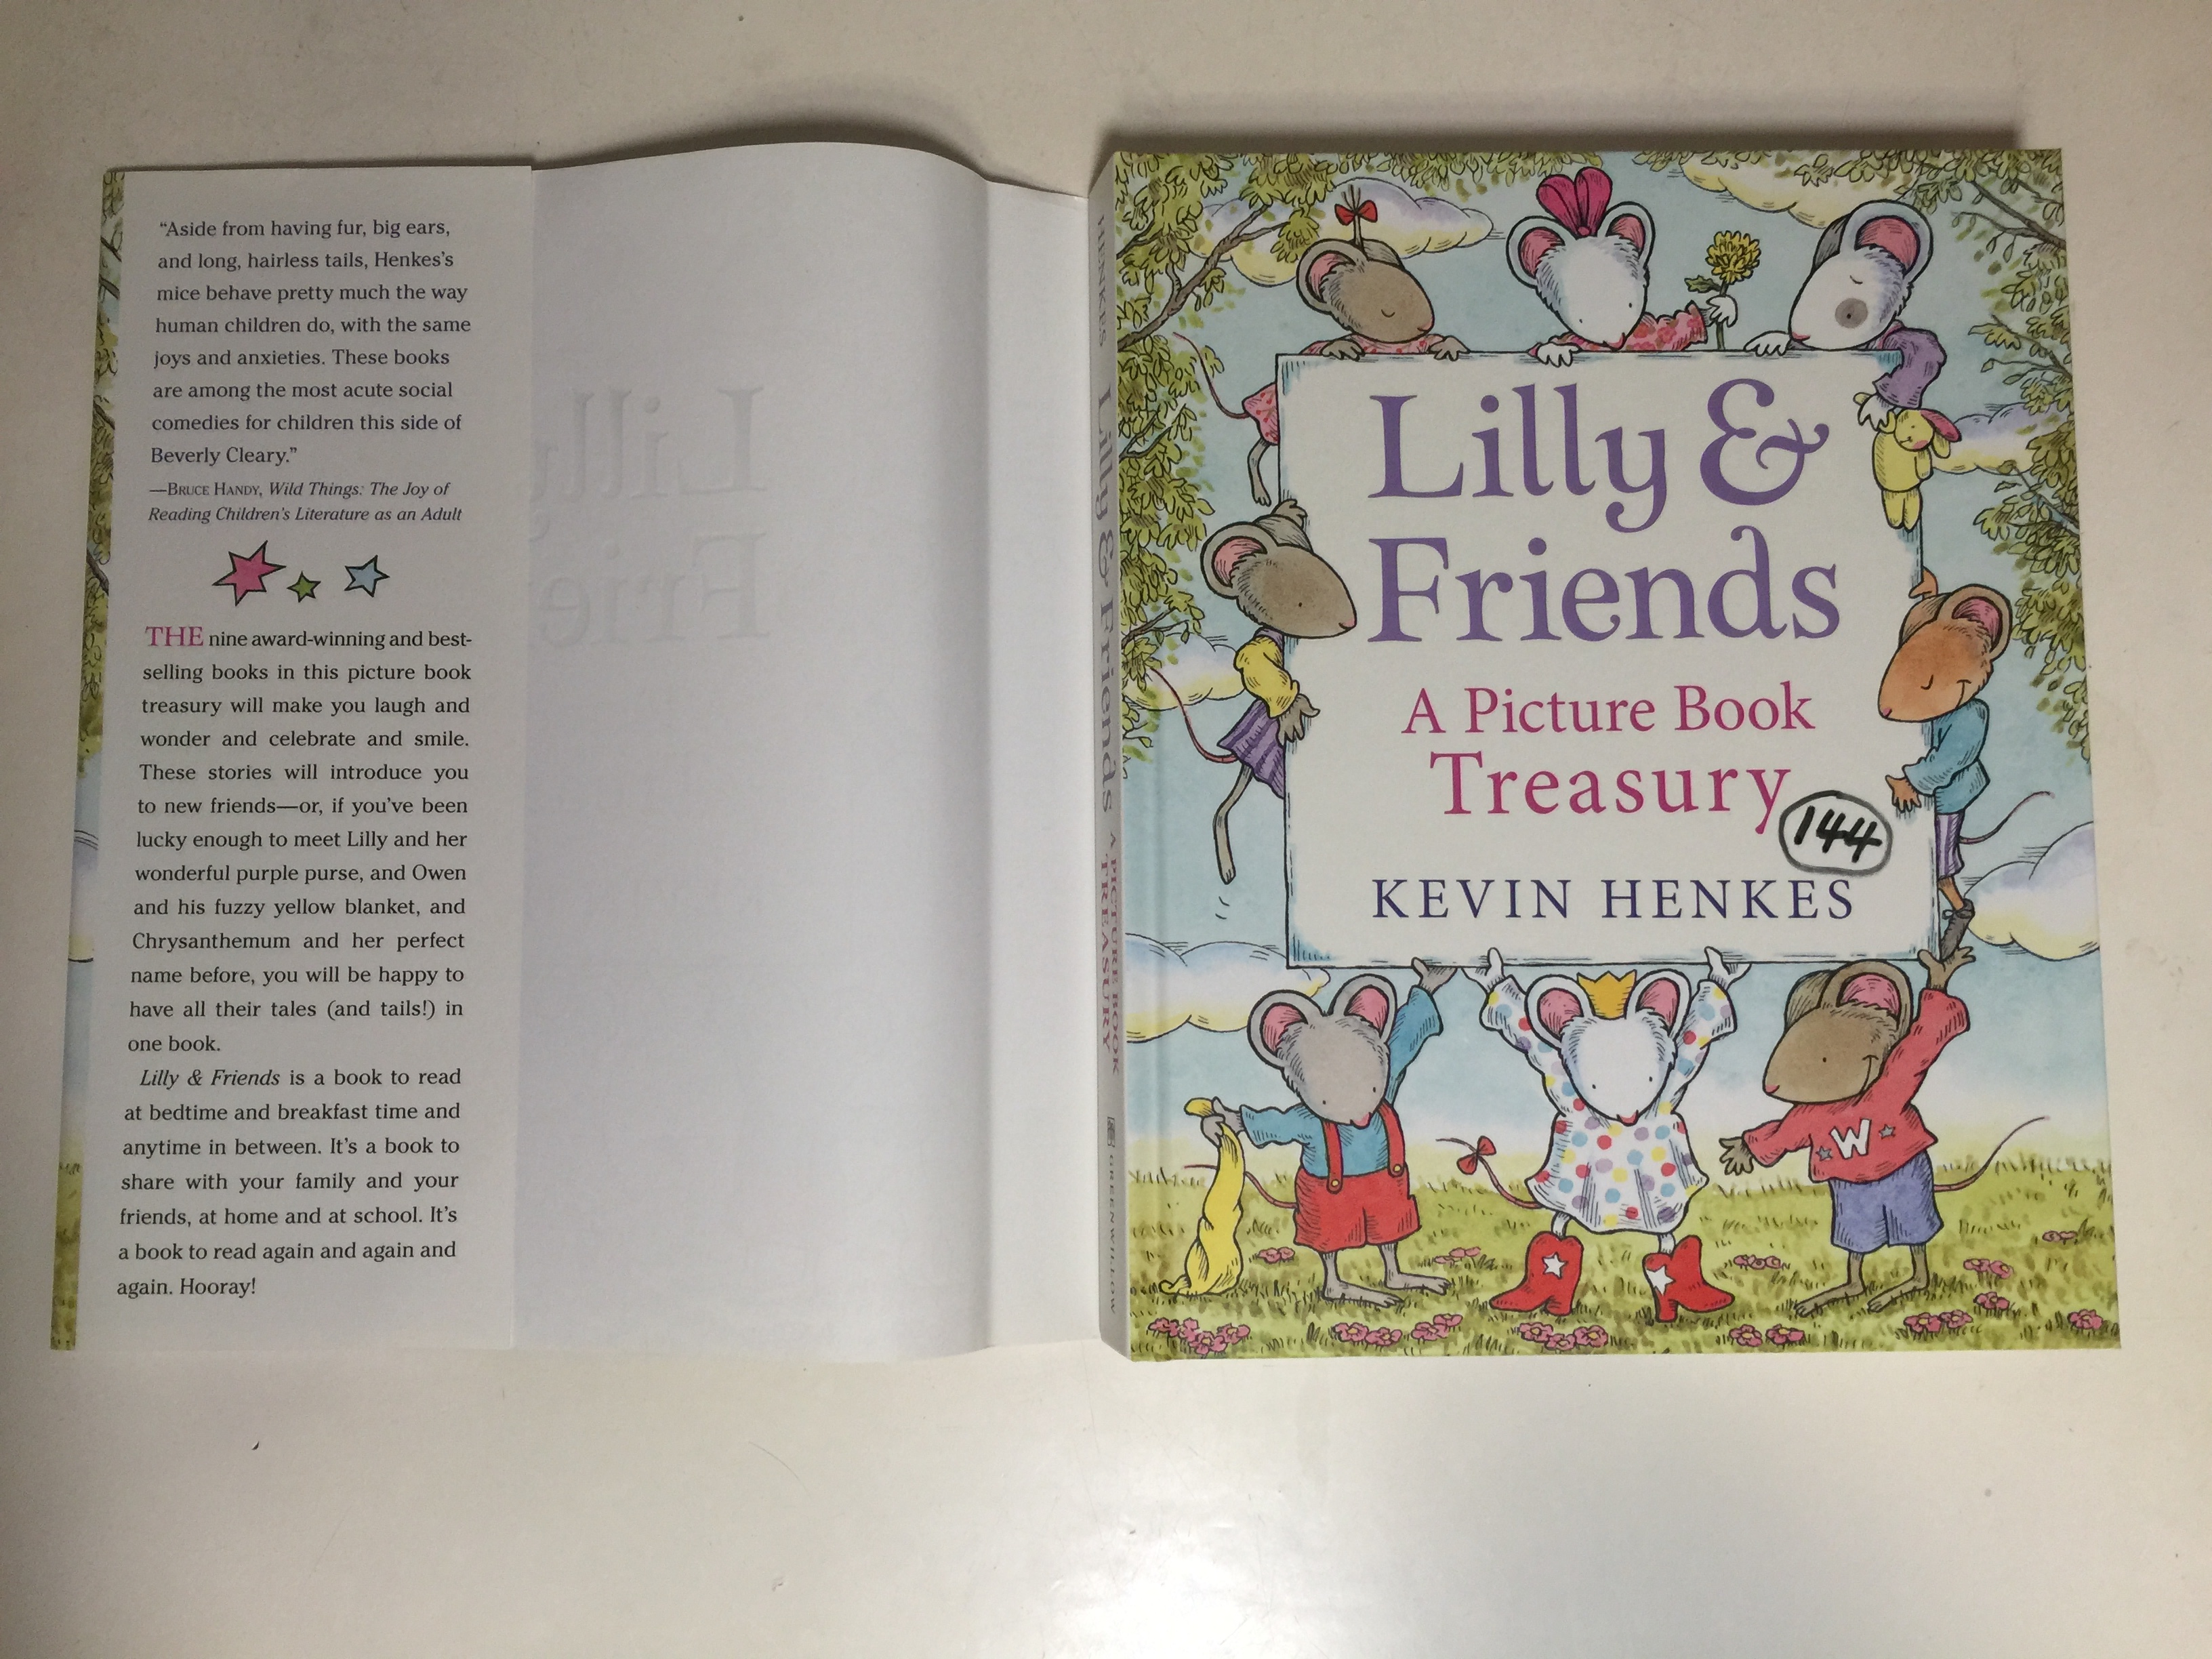 “Aside from having fur, big ears,
and long, hairless tails, Henkes’s
mice behave pretty much the way
human children do, with the same
joys and anxieties. These books
are among the most acute social
comedies for children this side of
Beverly Cleary.”
—BRUCE HANDY, Wild Things: The Joy of
Reading Children’s Literature as an Adult
THE nine award-winning and best-
selling books in this picture book
treasury will make you laugh and
wonder and celebrate and smile.
These stories will introduce you
to new friends—or, if you’ve been
lucky enough to meet Lilly and her
wonderful purple purse, and Owen
and his fuzzy yellow blanket, and
Chrysanthemum and her perfect
name before, you will be happy to
have all their tales (and tails!) in
one book.
Lilly & Friends is a book to read
at bedtime and breakfast time and
anytime in between. It’s a book to
share with your family and your
friends, at home and at school. It’s
a book to read again and again and
again. Hooray!
Lilly
Frie
HENKES Lilly & Friends A PICTURE BOOK
TREASURY GREENWILLOW
Lilly &
Friends
A Picture Book
Treasury
144
KEVIN HENKES
W